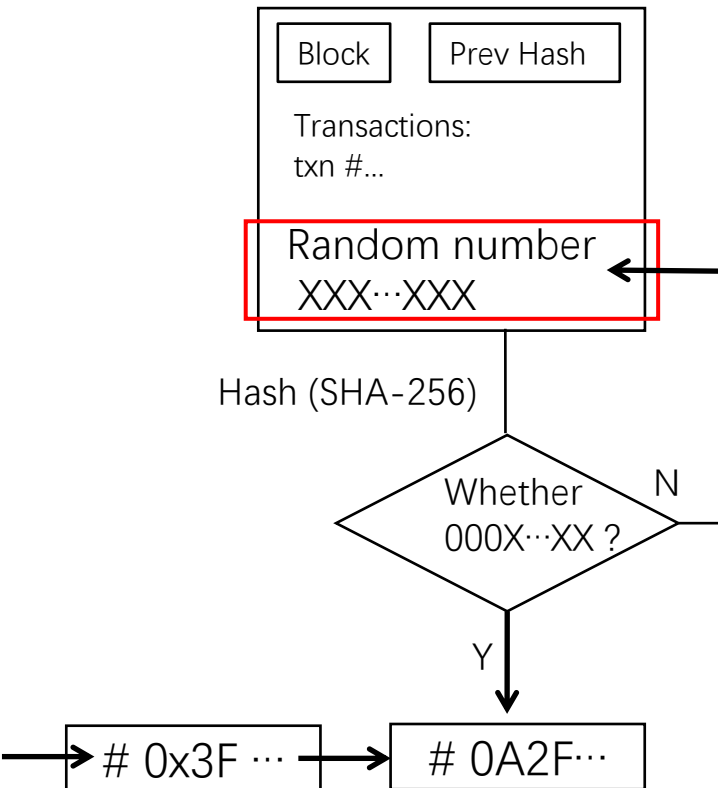 Block
Prev Hash
Transactions:
txn #...
Random number
XXX···XXX
Hash (SHA-256)
Whether
000X···XX ?
N
Y
# 0x3F ···
# 0A2F···